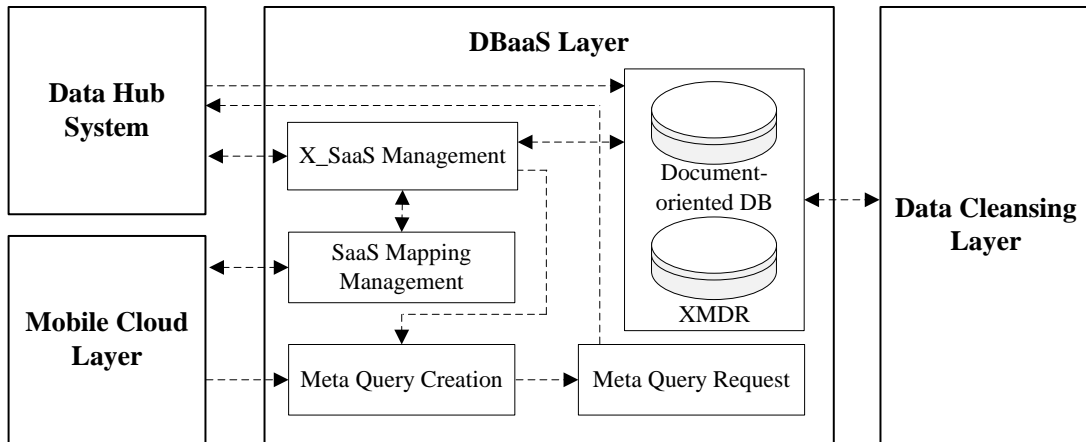 Data Hub
System
Mobile Cloud
Layer
DBaaS Layer
X_SaaS Management
SaaS Mapping
Management
Meta Query Creation
Meta Query Request
Document-
oriented DB
XMDR
Data Cleansing
Layer